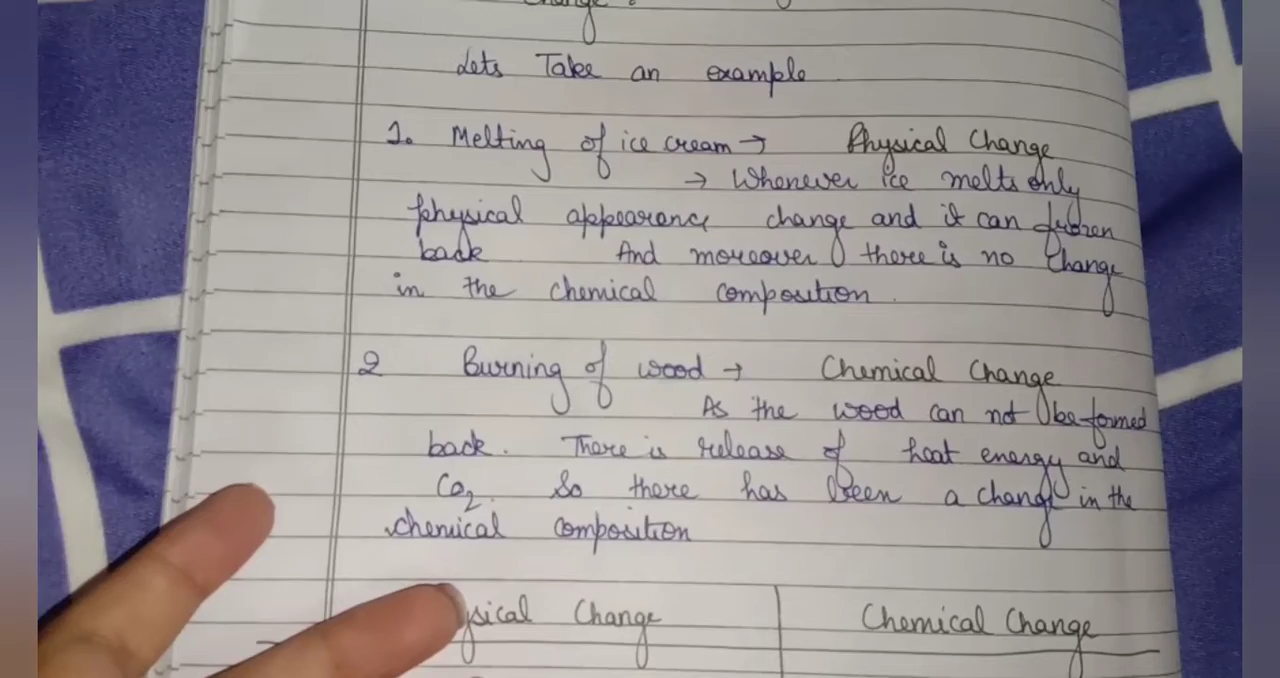 Change :
Lets Take an example
1. Melting of ice cream → Physical Change
→ Whenever ice melts only
physical appearance change and it can frozen
back And moreover there is no change
in the chemical composition.
2 Burning of wood → Chemical Change
As the wood can not be formed
back. There is release of heat energy and
CO2. So there has been a change in the
chemical composition
sical Change Chemical Change